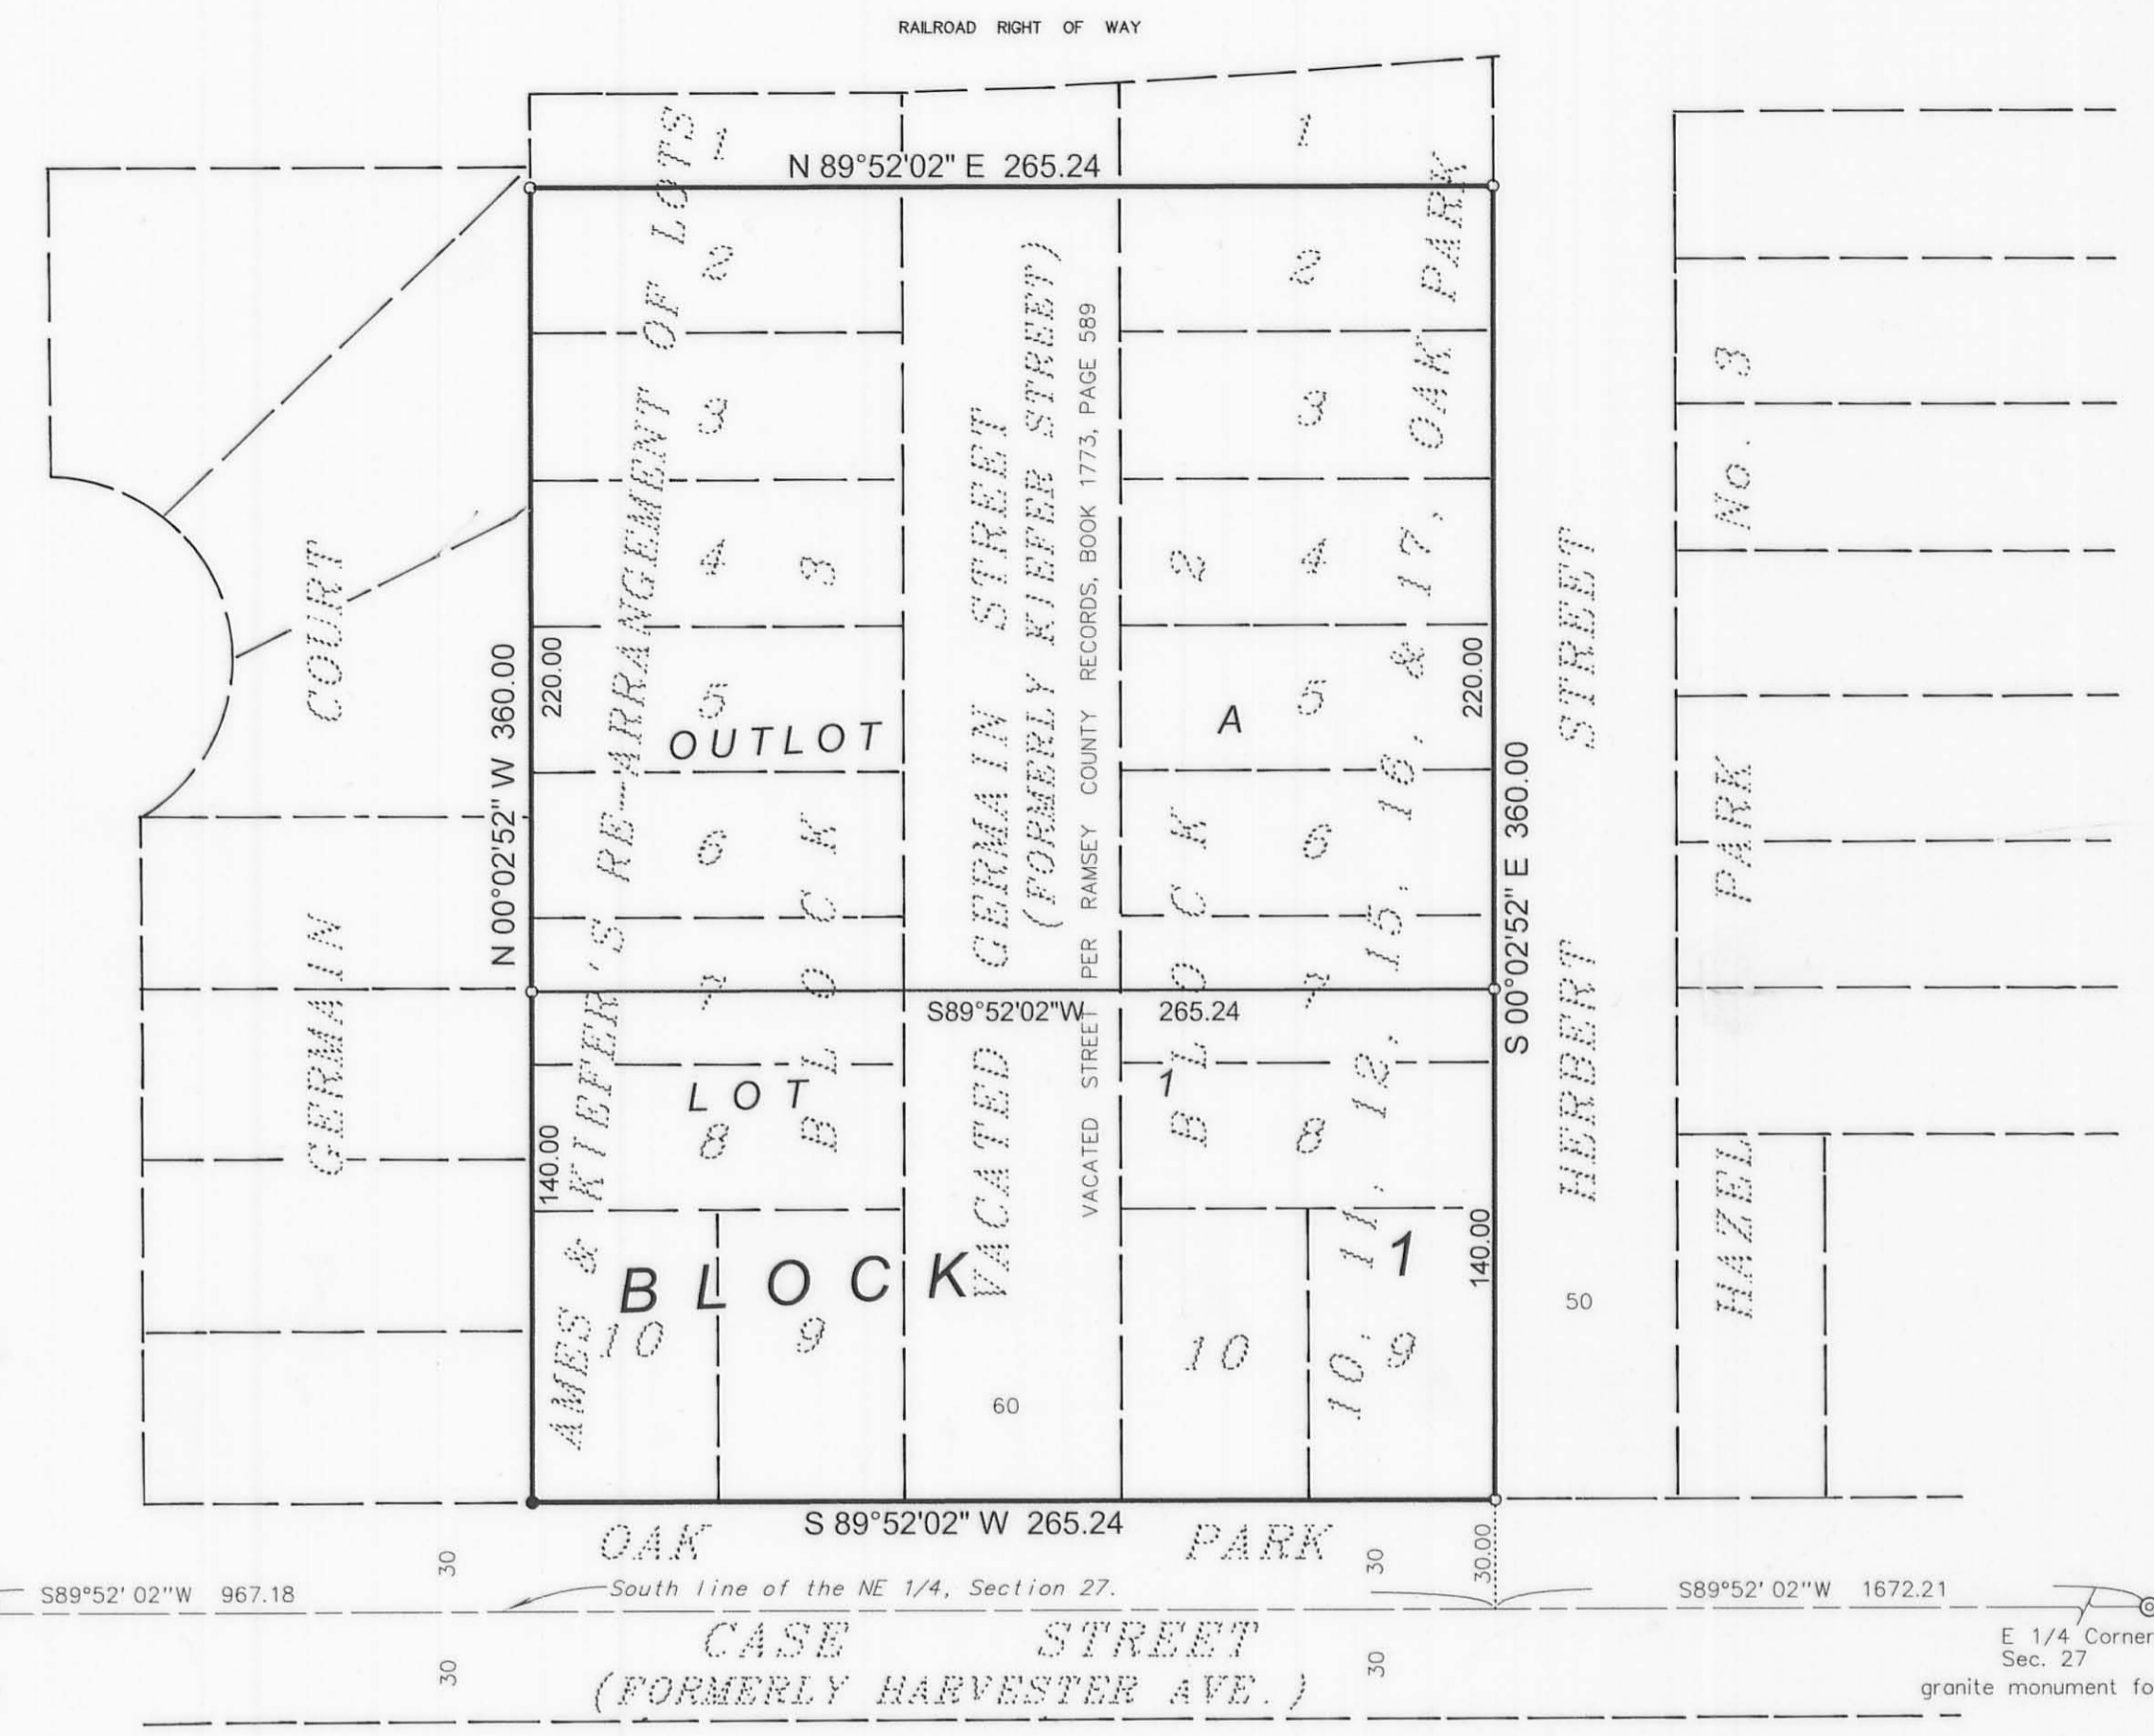 RAILROAD RIGHT OF WAY
N 89°52'02" E 265.24
1
1
2
2
3
3
4
4
5
5
6
6
7
7
8
8
10
9
10
9
AMES & KIEFER'S RE-ARRANGEMENT OF LOTS
10, 11, 12, 15, 16, & 17, OAK PARK
BLOCK 3
BLOCK 2
VACATED GERMAIN STREET
(FORMERLY KIEFER STREET)
VACATED STREET PER RAMSEY COUNTY RECORDS, BOOK 1773, PAGE 589
GERMAIN COURT
HERBERT STREET
HAZEL PARK No. 3
N 00°02'52" W 360.00
220.00
220.00
S 00°02'52" E 360.00
OUTLOT A
S89°52'02"W 265.24
LOT 1
140.00
140.00
BLOCK 1
60
50
S 89°52'02" W 265.24
OAK PARK
30
30
30.00
S89°52'02"W 967.18
South line of the NE 1/4, Section 27.
S89°52'02"W 1672.21
CASE STREET
(FORMERLY HARVESTER AVE.)
30
30
E 1/4 Corner
Sec. 27
granite monument fo